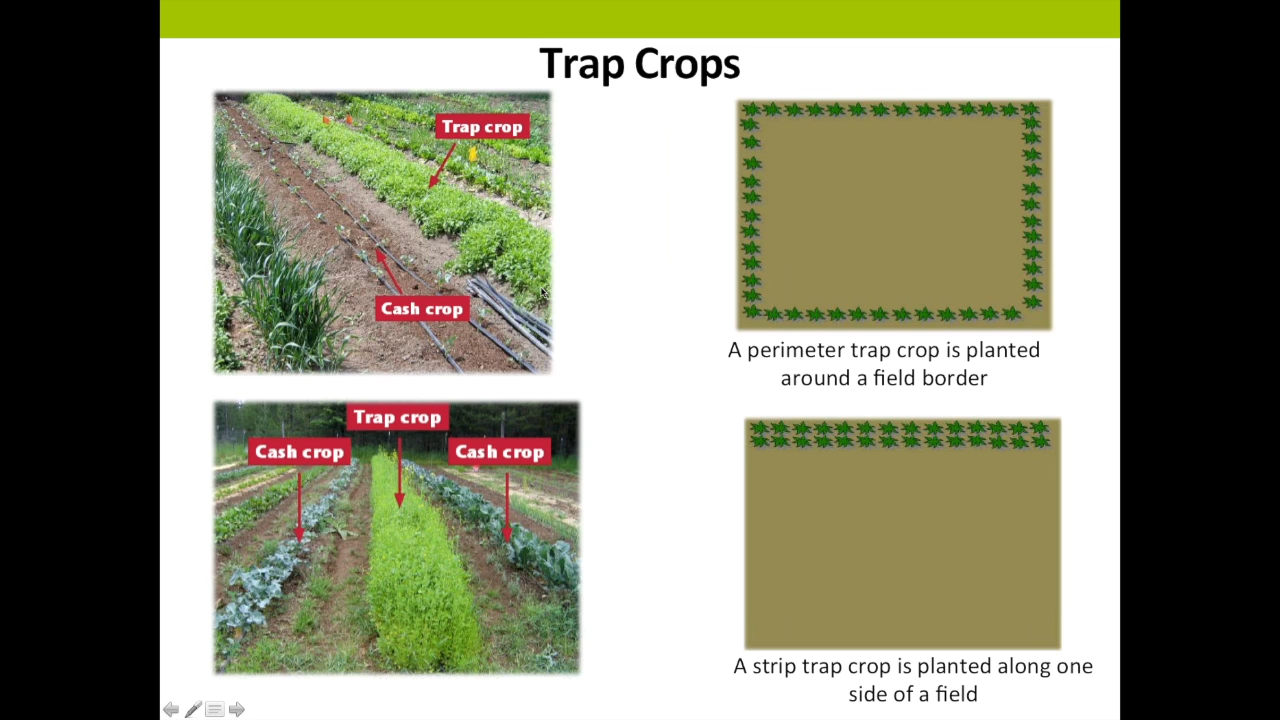 Trap Crops
Trap crop
Cash crop
A perimeter trap crop is planted
around a field border
Trap crop
Cash crop
Cash crop
A strip trap crop is planted along one
side of a field